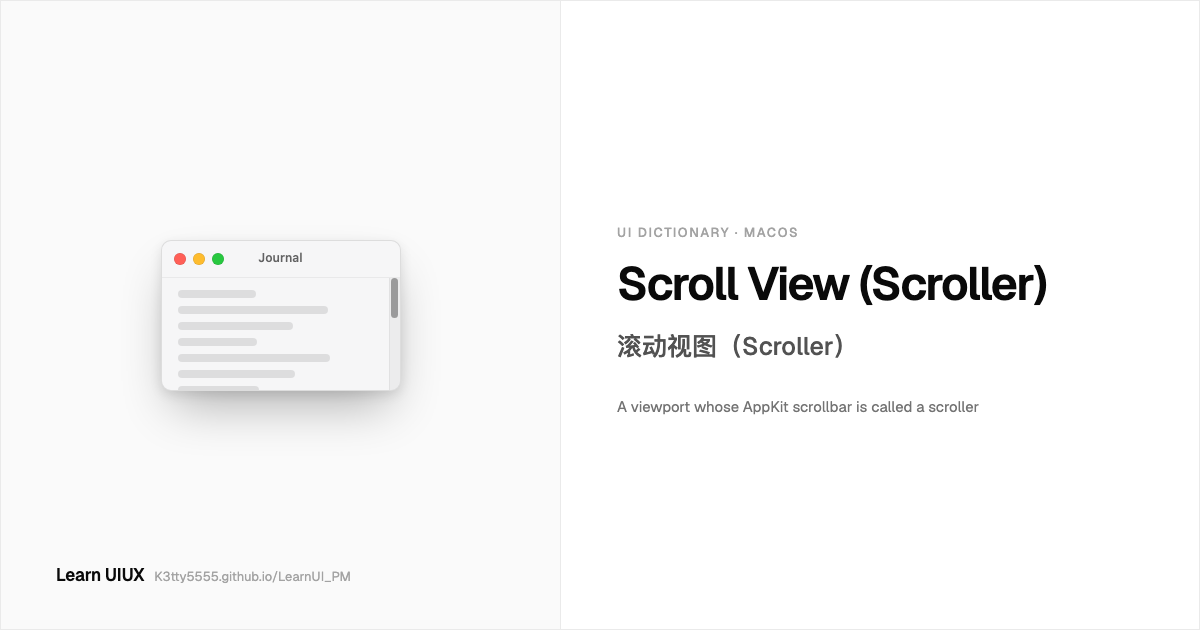 Journal
UI DICTIONARY · MACOS
Scroll View (Scroller)
滚动视图（Scroller）
A viewport whose AppKit scrollbar is called a scroller
Learn UIUX K3tty5555.github.io/LearnUI_PM